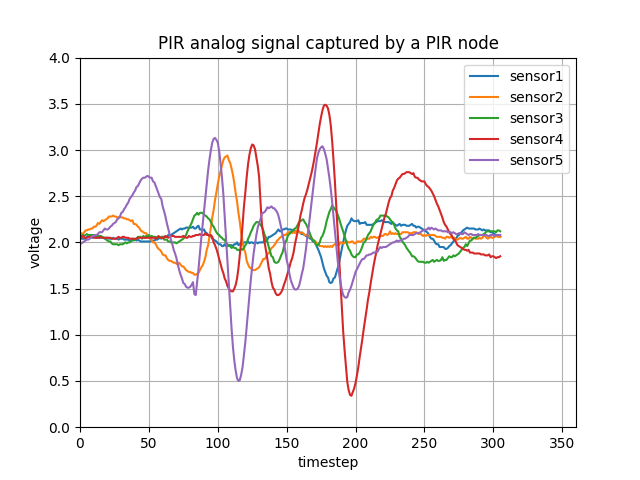 PIR analog signal captured by a PIR node
4.0
3.5
3.0
2.5
2.0
1.5
1.0
0.5
0.0
voltage
sensor1
sensor2
sensor3
sensor4
sensor5
0 50 100 150 200 250 300 350
timestep